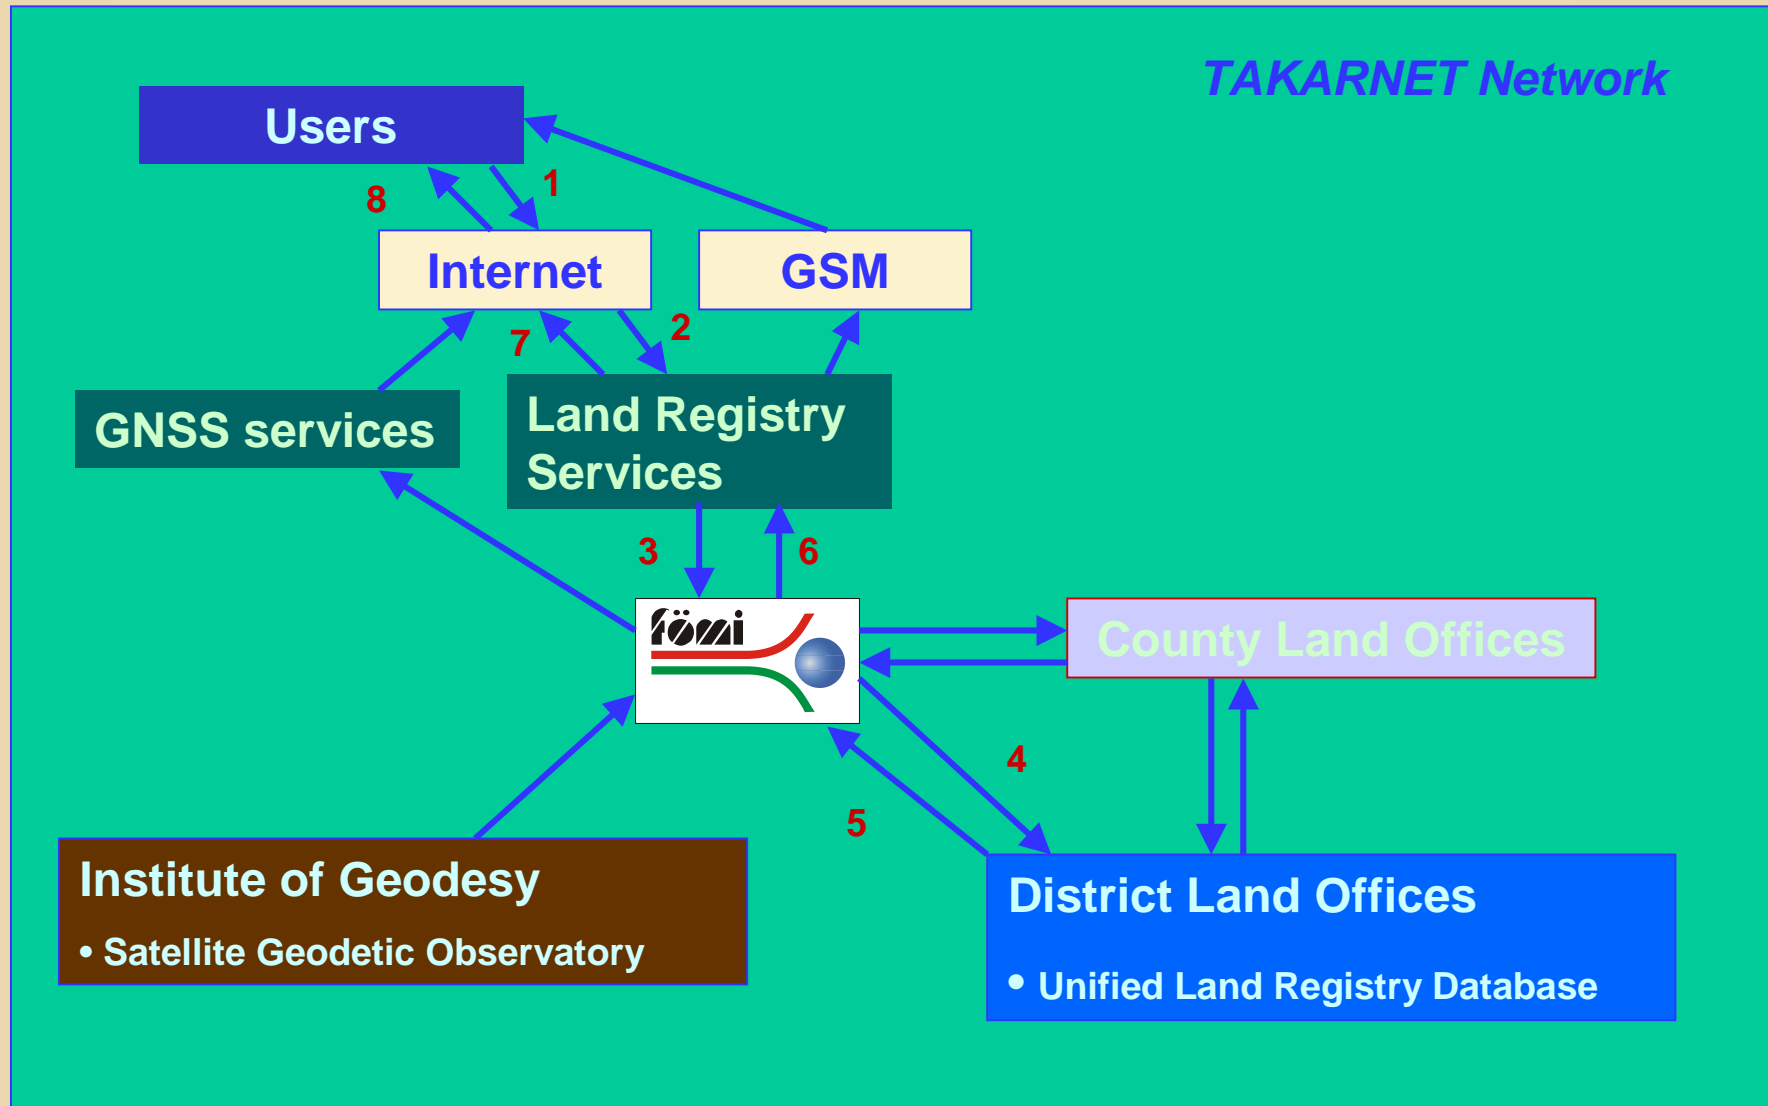 TAKARNET Network
Users
8
1
Internet
GSM
7
2
GNSS services
Land Registry
Services
3
6
fömi
County Land Offices
4
5
Institute of Geodesy
• Satellite Geodetic Observatory
District Land Offices
• Unified Land Registry Database